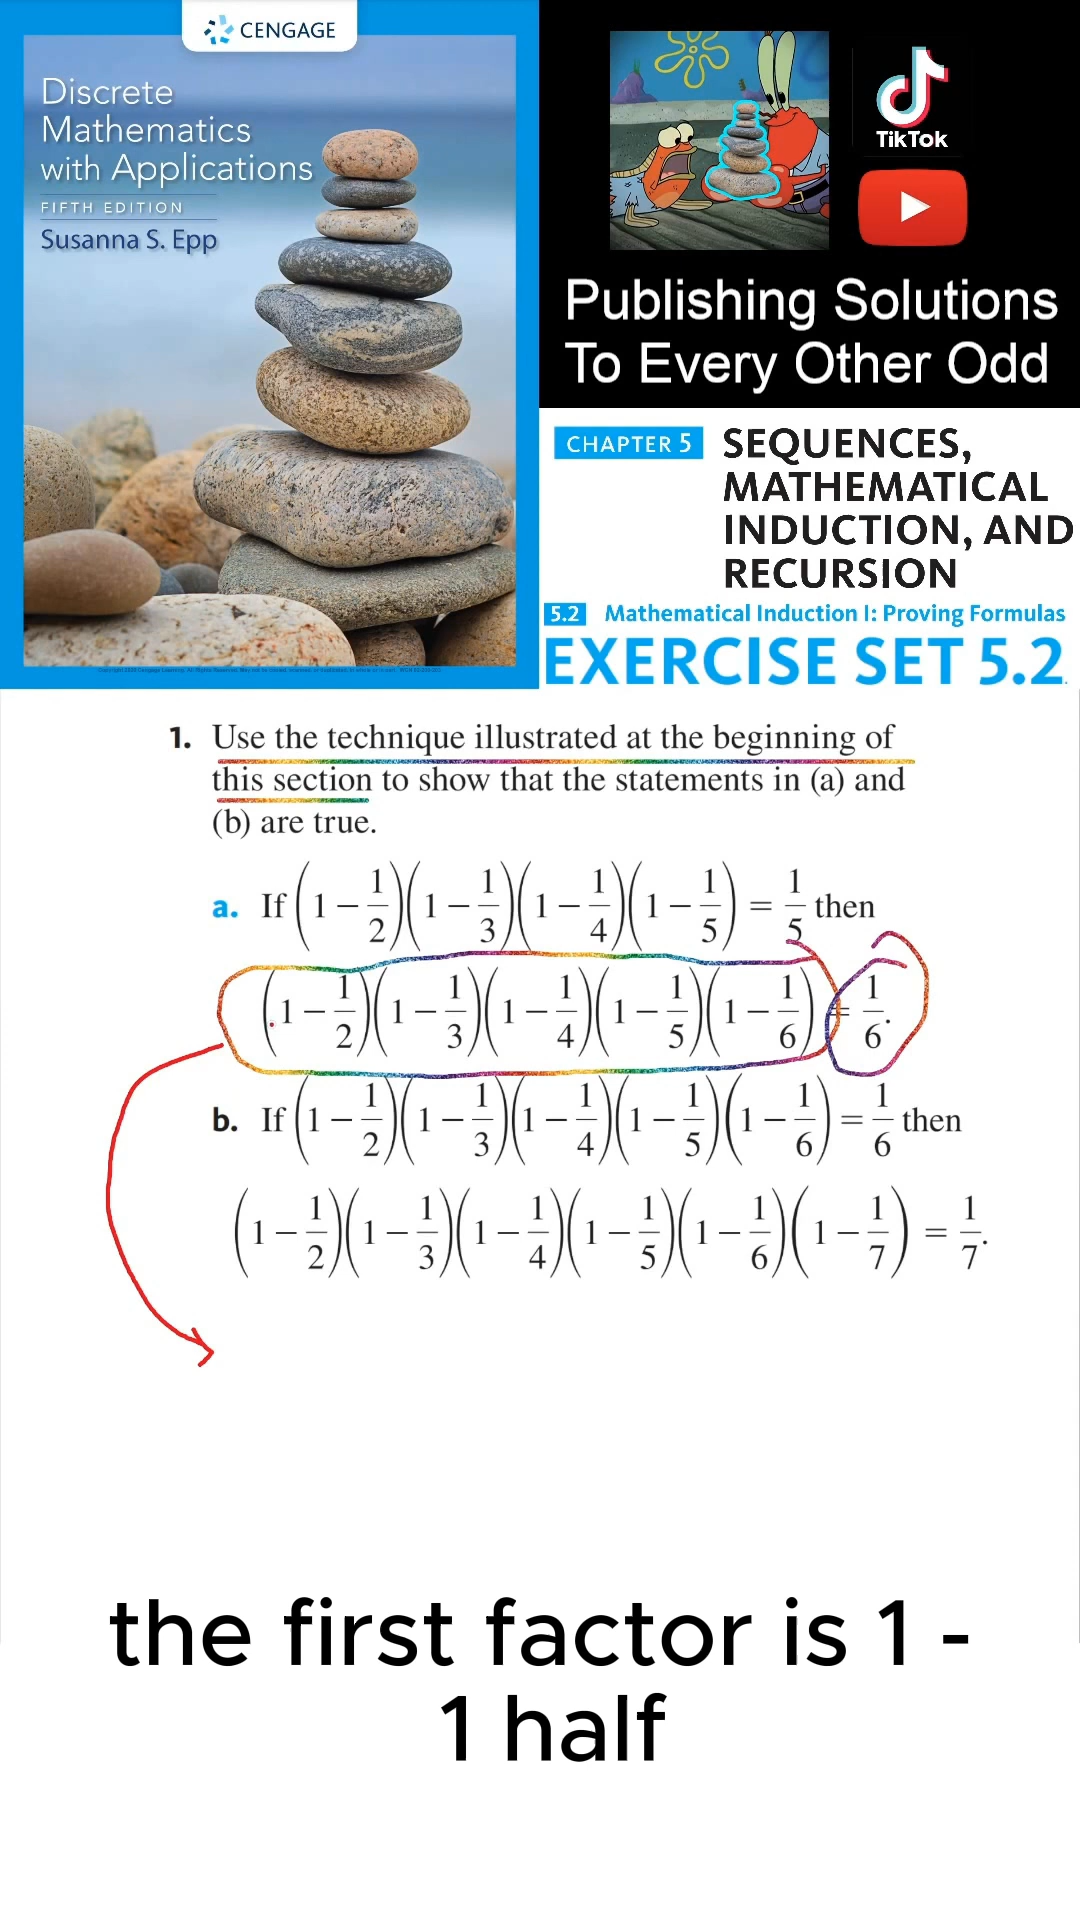 CENGAGE
Discrete
Mathematics
with Applications
FIFTH EDITION
Susanna S. Epp
TikTok
Publishing Solutions
To Every Other Odd
CHAPTER 5 SEQUENCES,
MATHEMATICAL
INDUCTION, AND
RECURSION
5.2 Mathematical Induction I: Proving Formulas
EXERCISE SET 5.2
1. Use the technique illustrated at the beginning of
this section to show that the statements in (a) and
(b) are true.
a. If (1 − 1/2)(1 − 1/3)(1 − 1/4)(1 − 1/5) = 1/5 then
(1 − 1/2)(1 − 1/3)(1 − 1/4)(1 − 1/5)(1 − 1/6) = 1/6.
b. If (1 − 1/2)(1 − 1/3)(1 − 1/4)(1 − 1/5)(1 − 1/6) = 1/6 then
(1 − 1/2)(1 − 1/3)(1 − 1/4)(1 − 1/5)(1 − 1/6)(1 − 1/7) = 1/7.
the first factor is 1 -
1 half